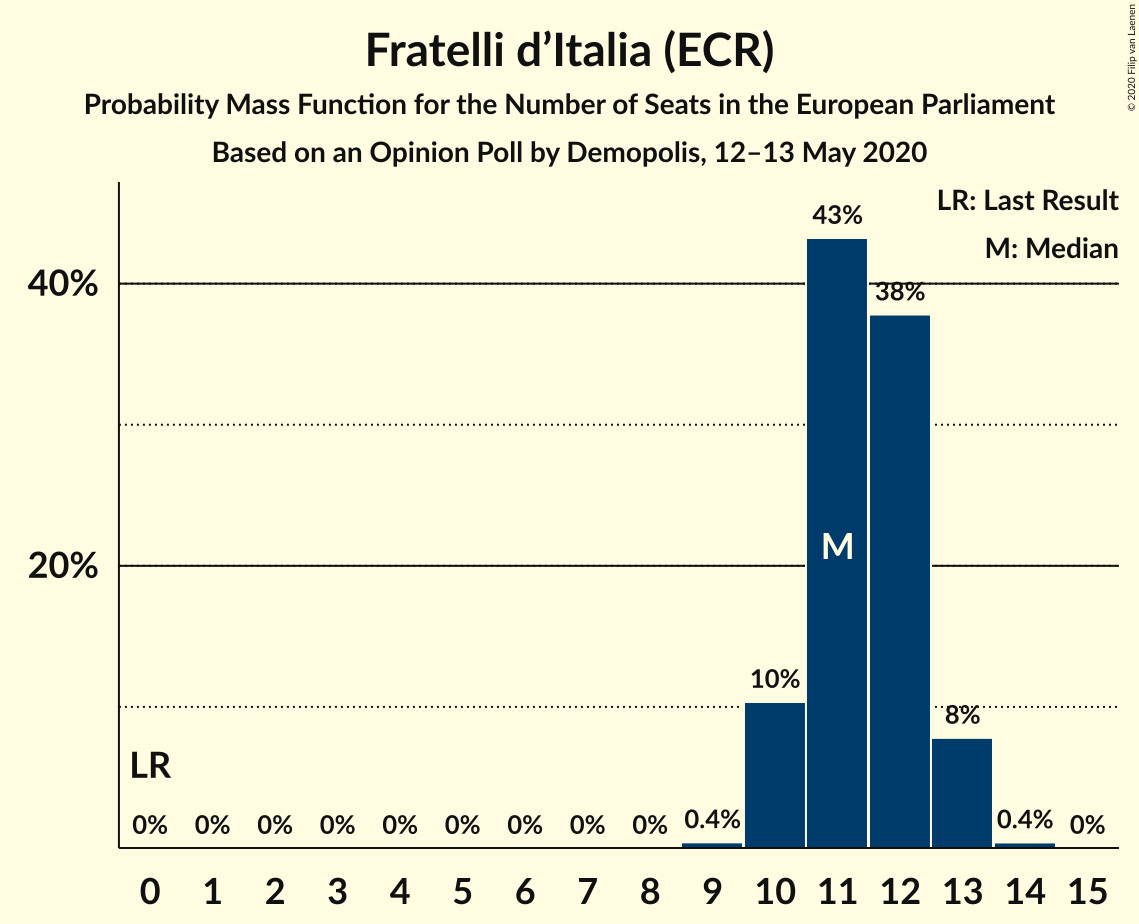 Fratelli d’Italia (ECR)
Probability Mass Function for the Number of Seats in the European Parliament
Based on an Opinion Poll by Demopolis, 12–13 May 2020
© 2020 Filip van Laenen
LR: Last Result
M: Median
40%
20%
43%
38%
M
10%
8%
LR
0% 0% 0% 0% 0% 0% 0% 0% 0% 0.4% 0.4% 0%
0 1 2 3 4 5 6 7 8 9 10 11 12 13 14 15